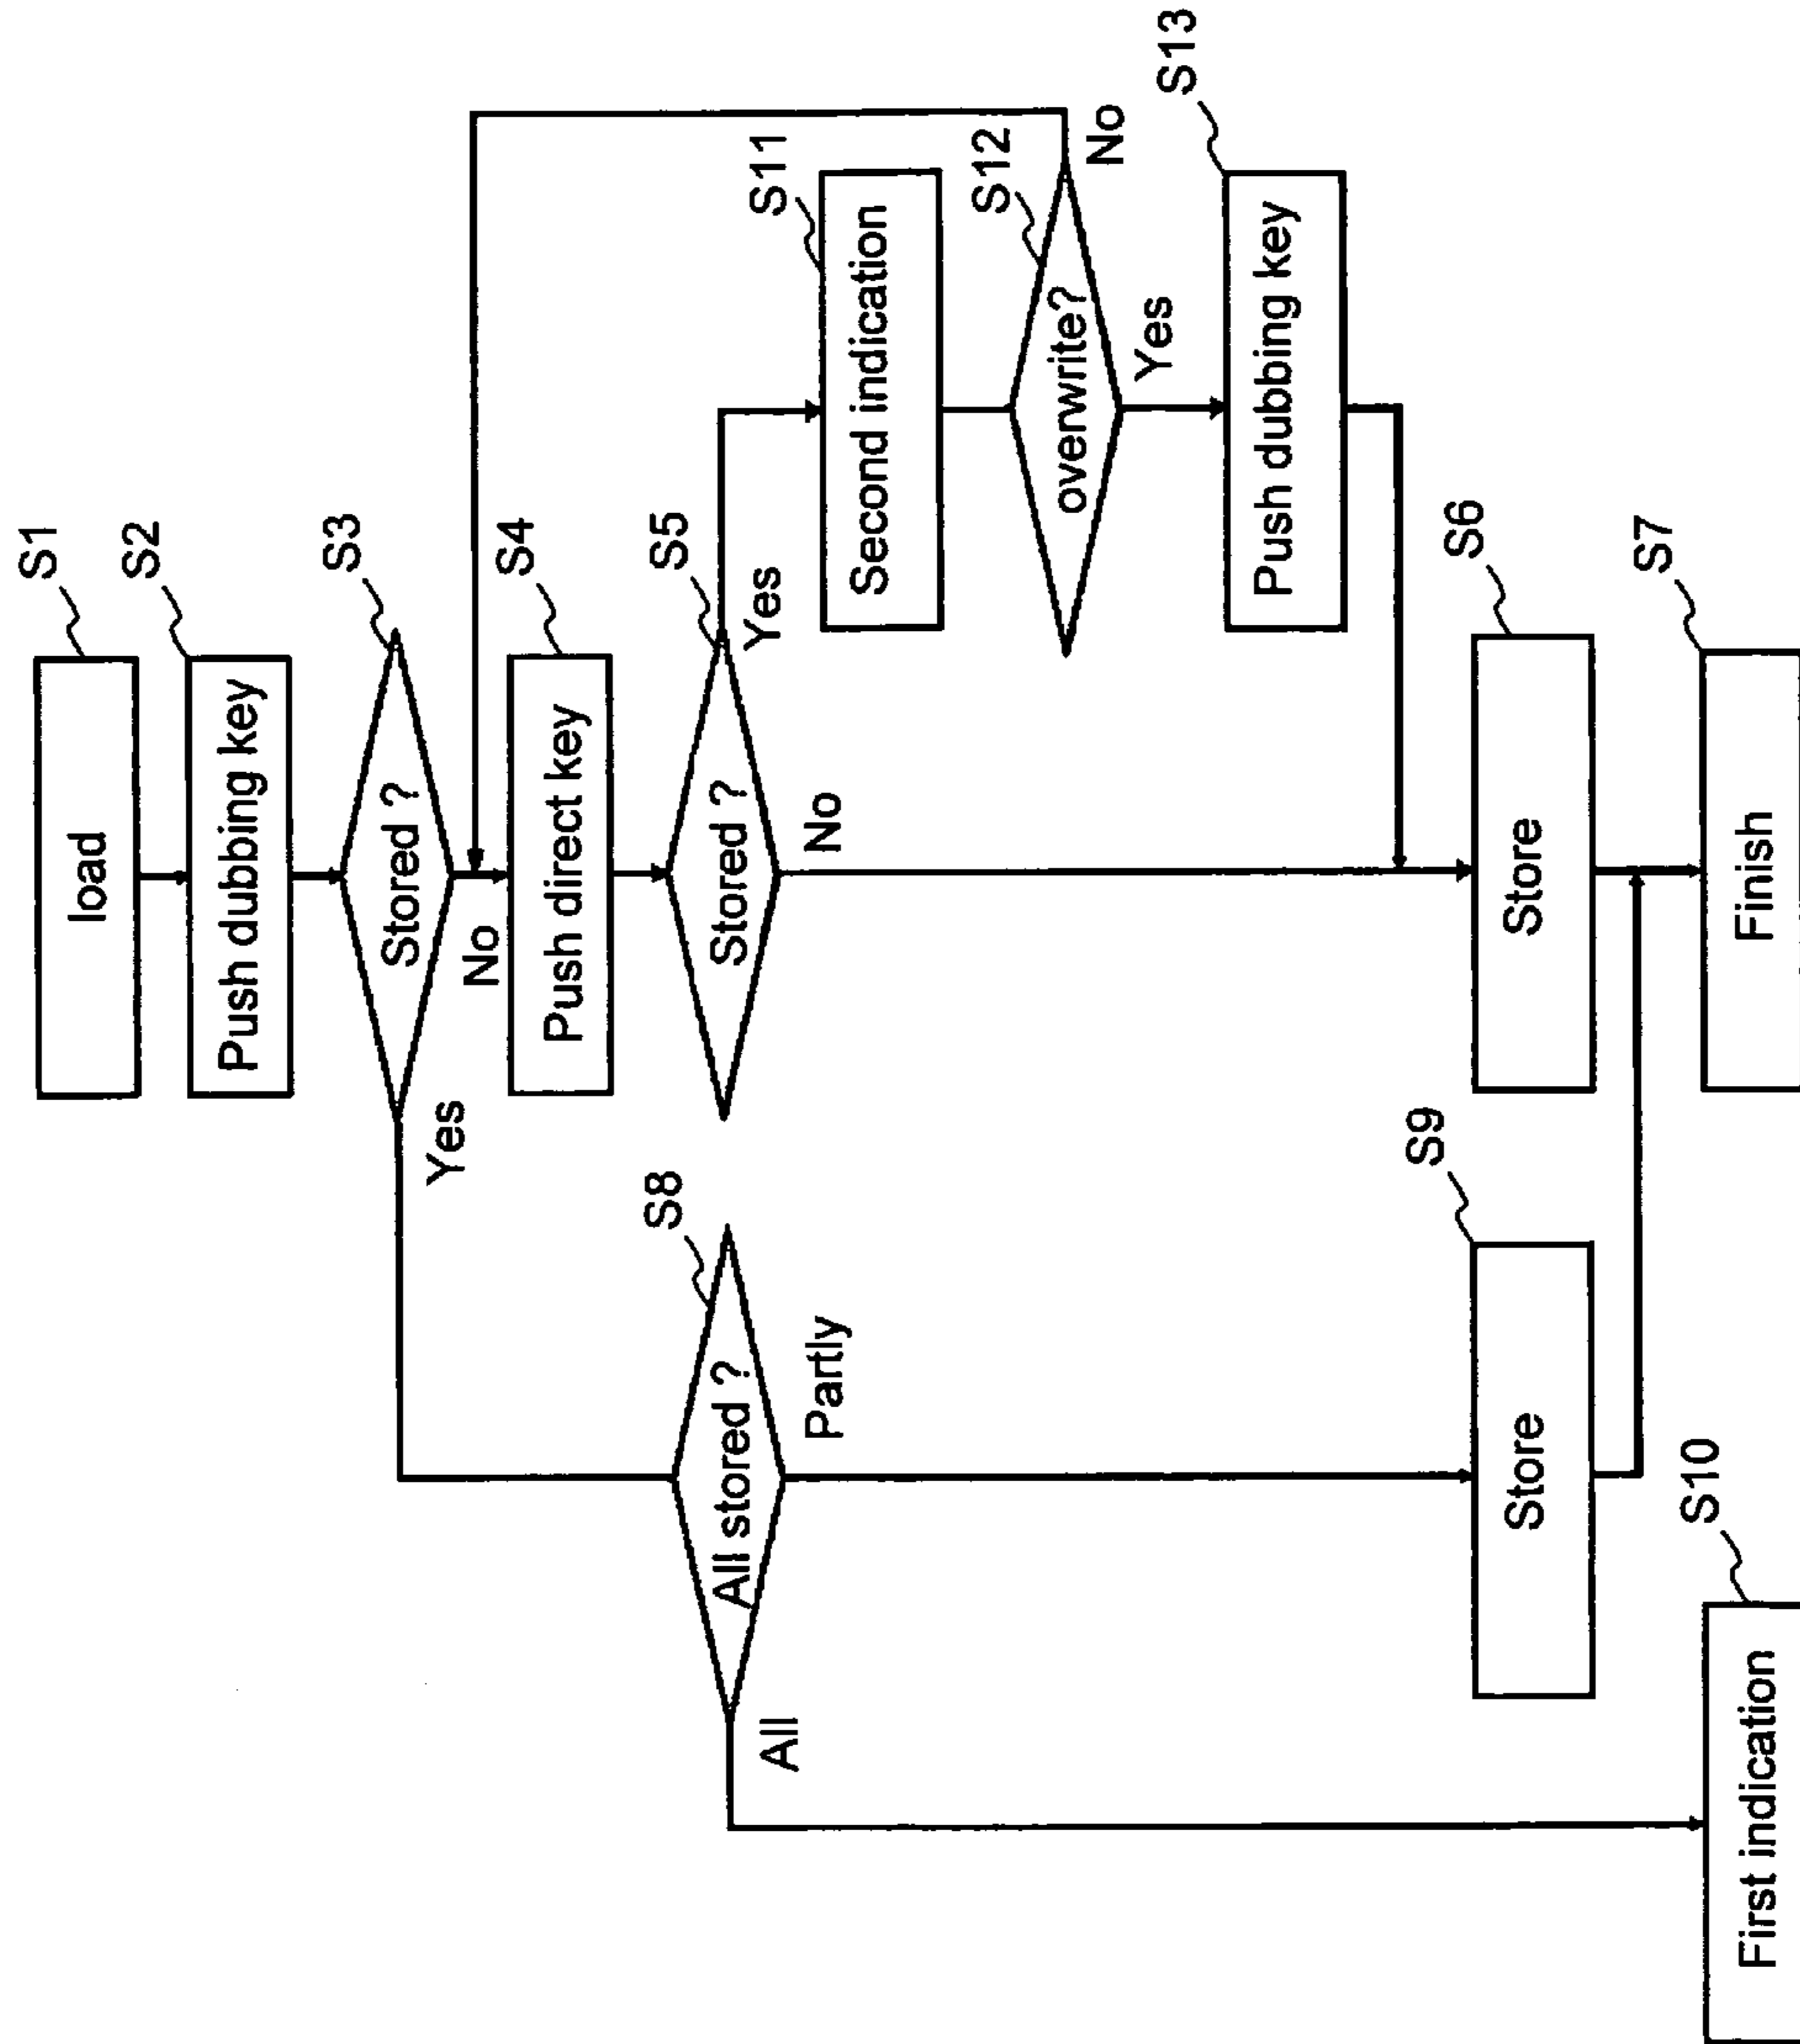 S1
load
S2
Push dubbing key
S3
Stored ?
Yes
No
S4
Push direct key
S5
Stored ?
Yes
No
S8
All stored ?
All
Partly
S11
Second indication
S12
overwrite?
No
Yes
S13
Push dubbing key
S9
Store
S6
Store
S10
First indication
S7
Finish